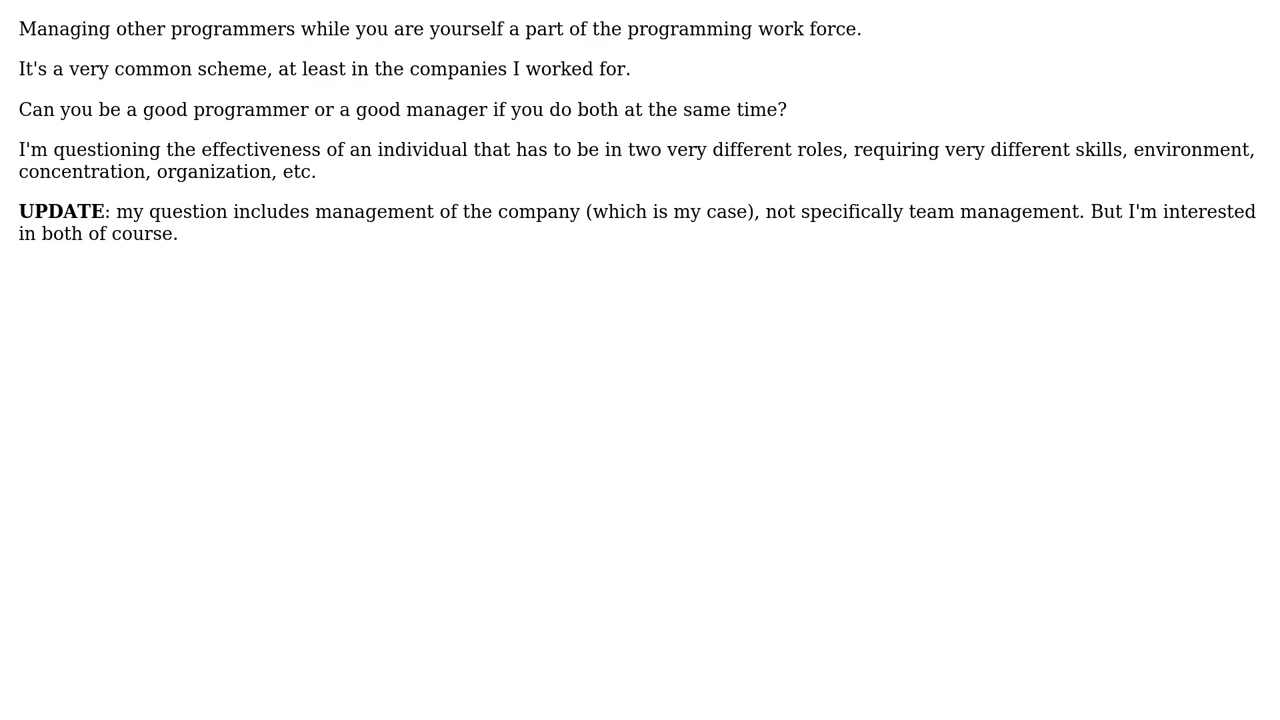 Managing other programmers while you are yourself a part of the programming work force.
It's a very common scheme, at least in the companies I worked for.
Can you be a good programmer or a good manager if you do both at the same time?
I'm questioning the effectiveness of an individual that has to be in two very different roles, requiring very different skills, environment,
concentration, organization, etc.
UPDATE: my question includes management of the company (which is my case), not specifically team management. But I'm interested
in both of course.